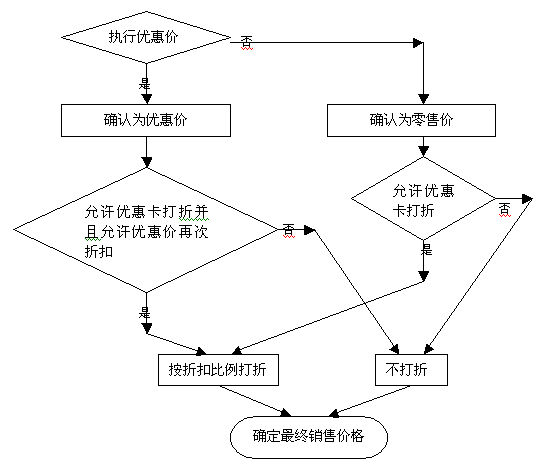 执行优惠价
否
是
确认为优惠价
确认为零售价
允许优惠卡打折并
且允许优惠价再次
折扣
否
允许优惠
卡打折
否
是
是
按折扣比例打折
不打折
确定最终销售价格